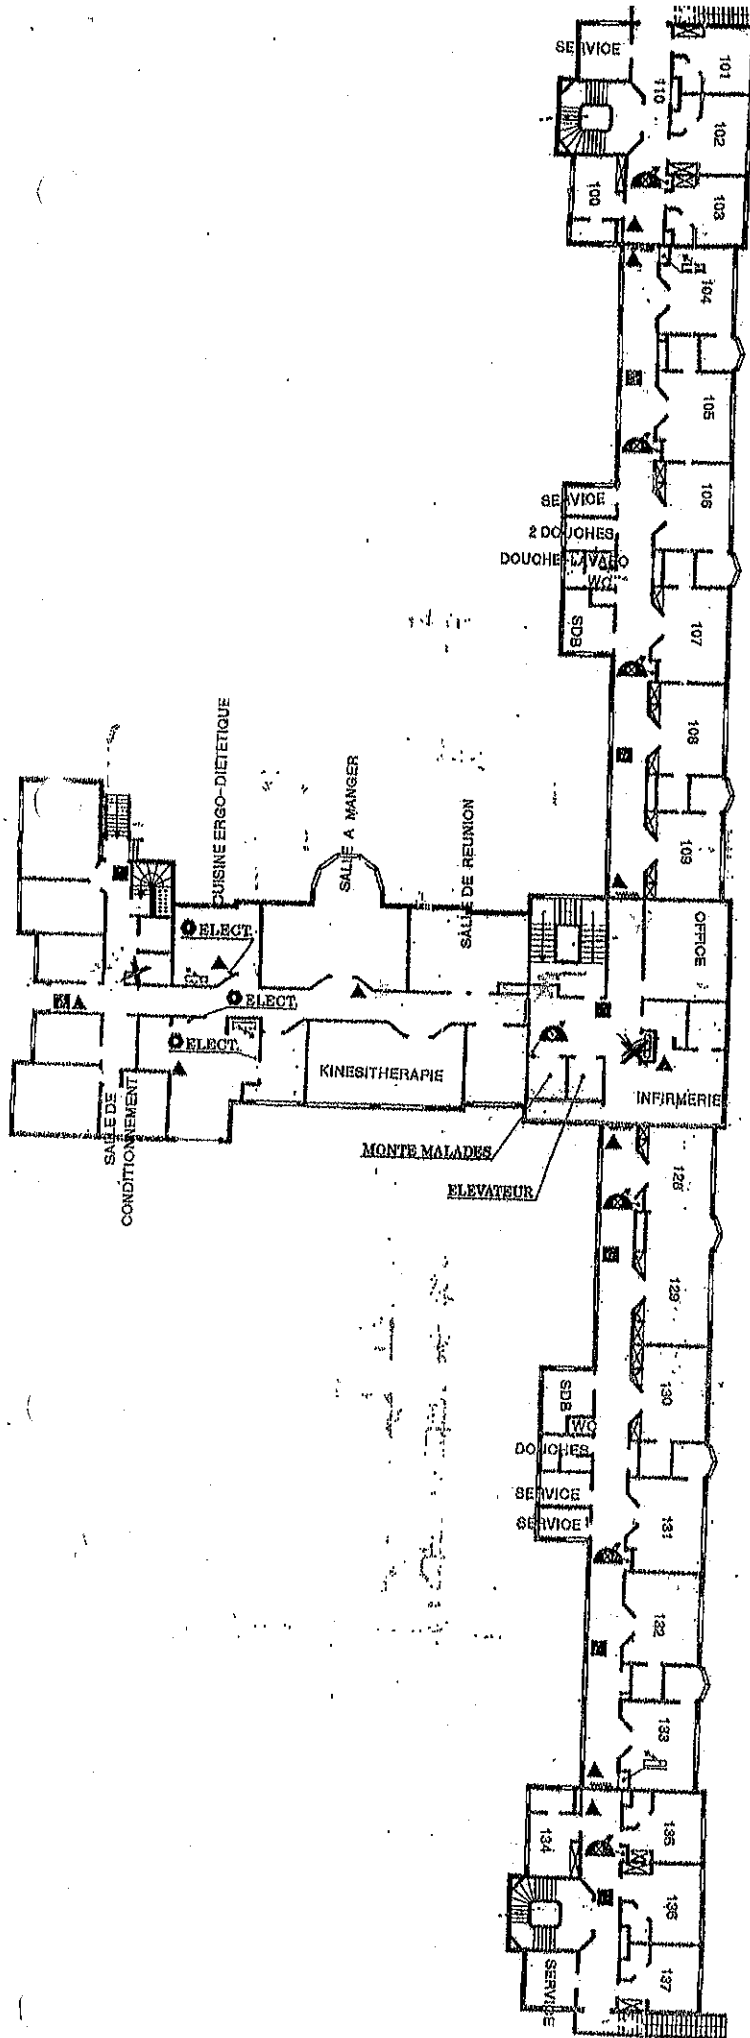 SERVICE
101
110
102
100
103
104
105
SERVICE
106
2 DOUCHES
DOUCHE-LAVABO
WC
SDB
107
108
CUISINE ERGO-DIETETIQUE
SALLE A MANGER
SALLE DE REUNION
109
OFFICE
ELECT.
ELECT.
ELECT.
KINESITHERAPIE
INFIRMERIE
SALLE DE
CONDITIONNEMENT
MONTE MALADES
ELEVATEUR
128
129
SDB
130
WC
DOUCHES
SERVICE
SERVICE
131
132
133
134
135
136
SERVICE
137